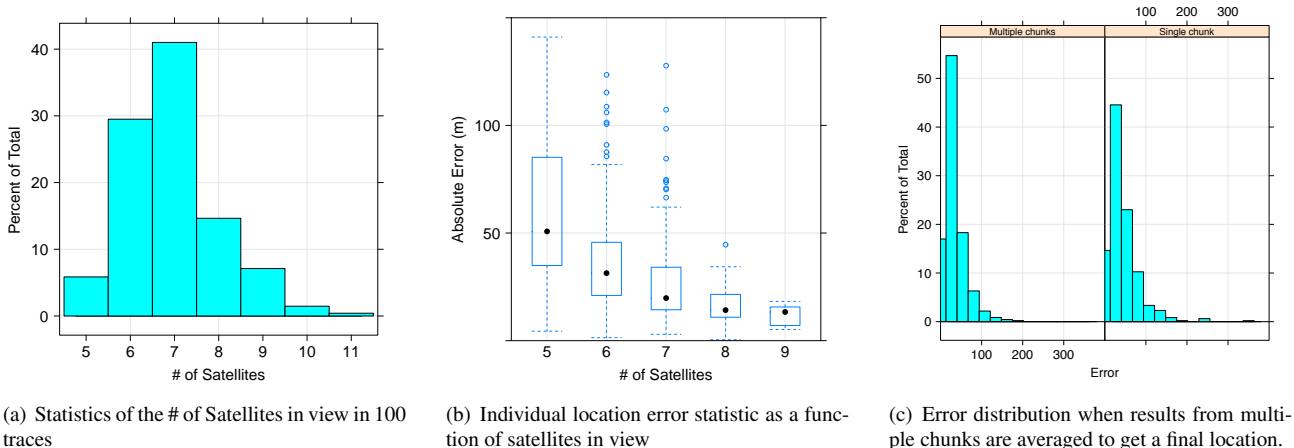 40
30
20
10
0
Percent of Total
5 6 7 8 9 10 11
# of Satellites
(a) Statistics of the # of Satellites in view in 100
traces
100
50
Absolute Error (m)
5 6 7 8 9
# of Satellites
(b) Individual location error statistic as a func-
tion of satellites in view
100 200 300
Multiple chunks
Single chunk
50
40
30
20
10
0
Percent of Total
100 200 300
Error
(c) Error distribution when results from multi-
ple chunks are averaged to get a final location.